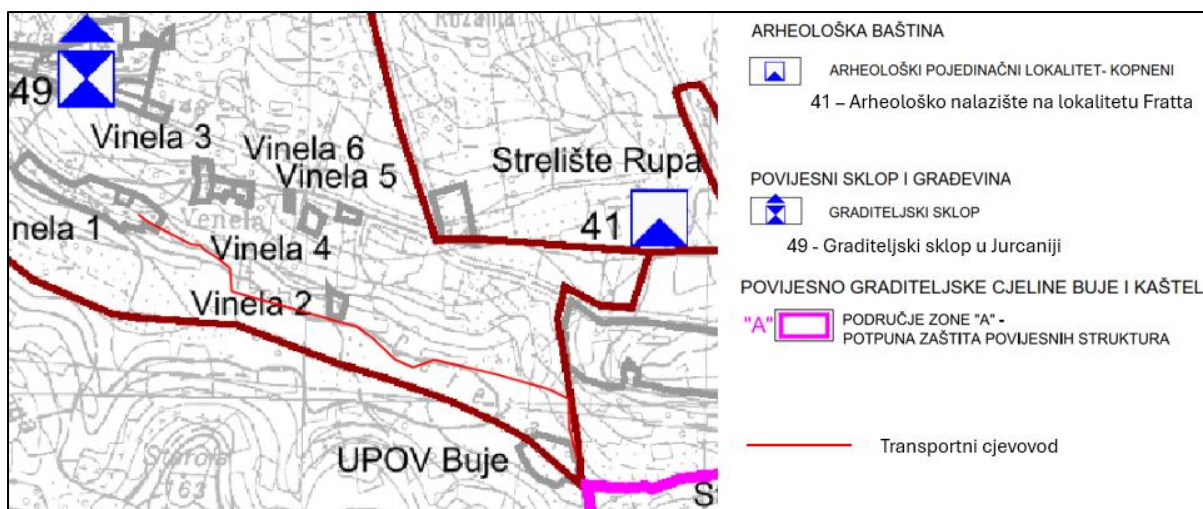 49
Vinela 3
Vinela 6
Vinela 5
Strelište Rupa
41
nela 1
Venela
Vinela 4
Vinela 2
UPOV Buje
163
S
ARHEOLOŠKA BAŠTINA
ARHEOLOŠKI POJEDINAČNI LOKALITET- KOPNENI
41 – Arheološko nalazište na lokalitetu Fratta
POVIJESNI SKLOP I GRAĐEVINA
GRADITELJSKI SKLOP
49 - Graditeljski sklop u Jurcaniji
POVIJESNO GRADITELJSKE CJELINE BUJE I KAŠTEL
"A" PODRUČJE ZONE "A" -
POTPUNA ZAŠTITA POVIJESNIH STRUKTURA
Transportni cjevovod